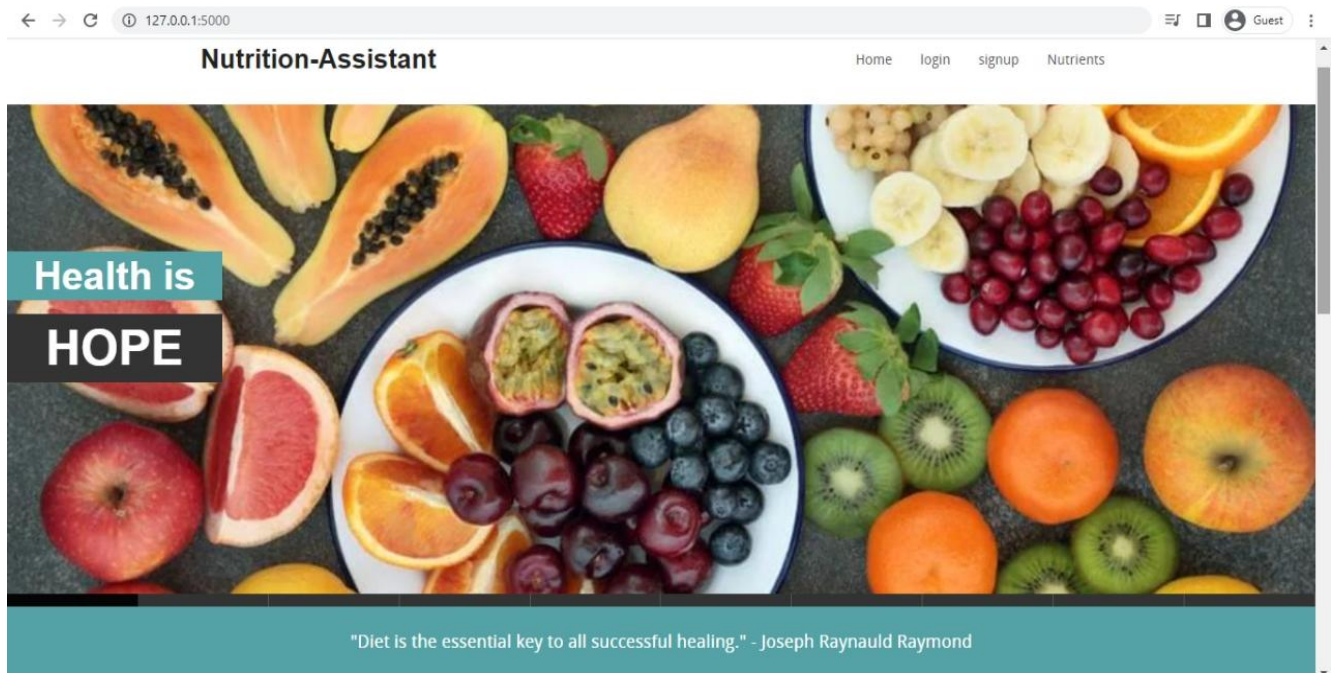 127.0.0.1:5000
Guest
Nutrition-Assistant
Home login signup Nutrients
Health is
HOPE
"Diet is the essential key to all successful healing." - Joseph Raynauld Raymond